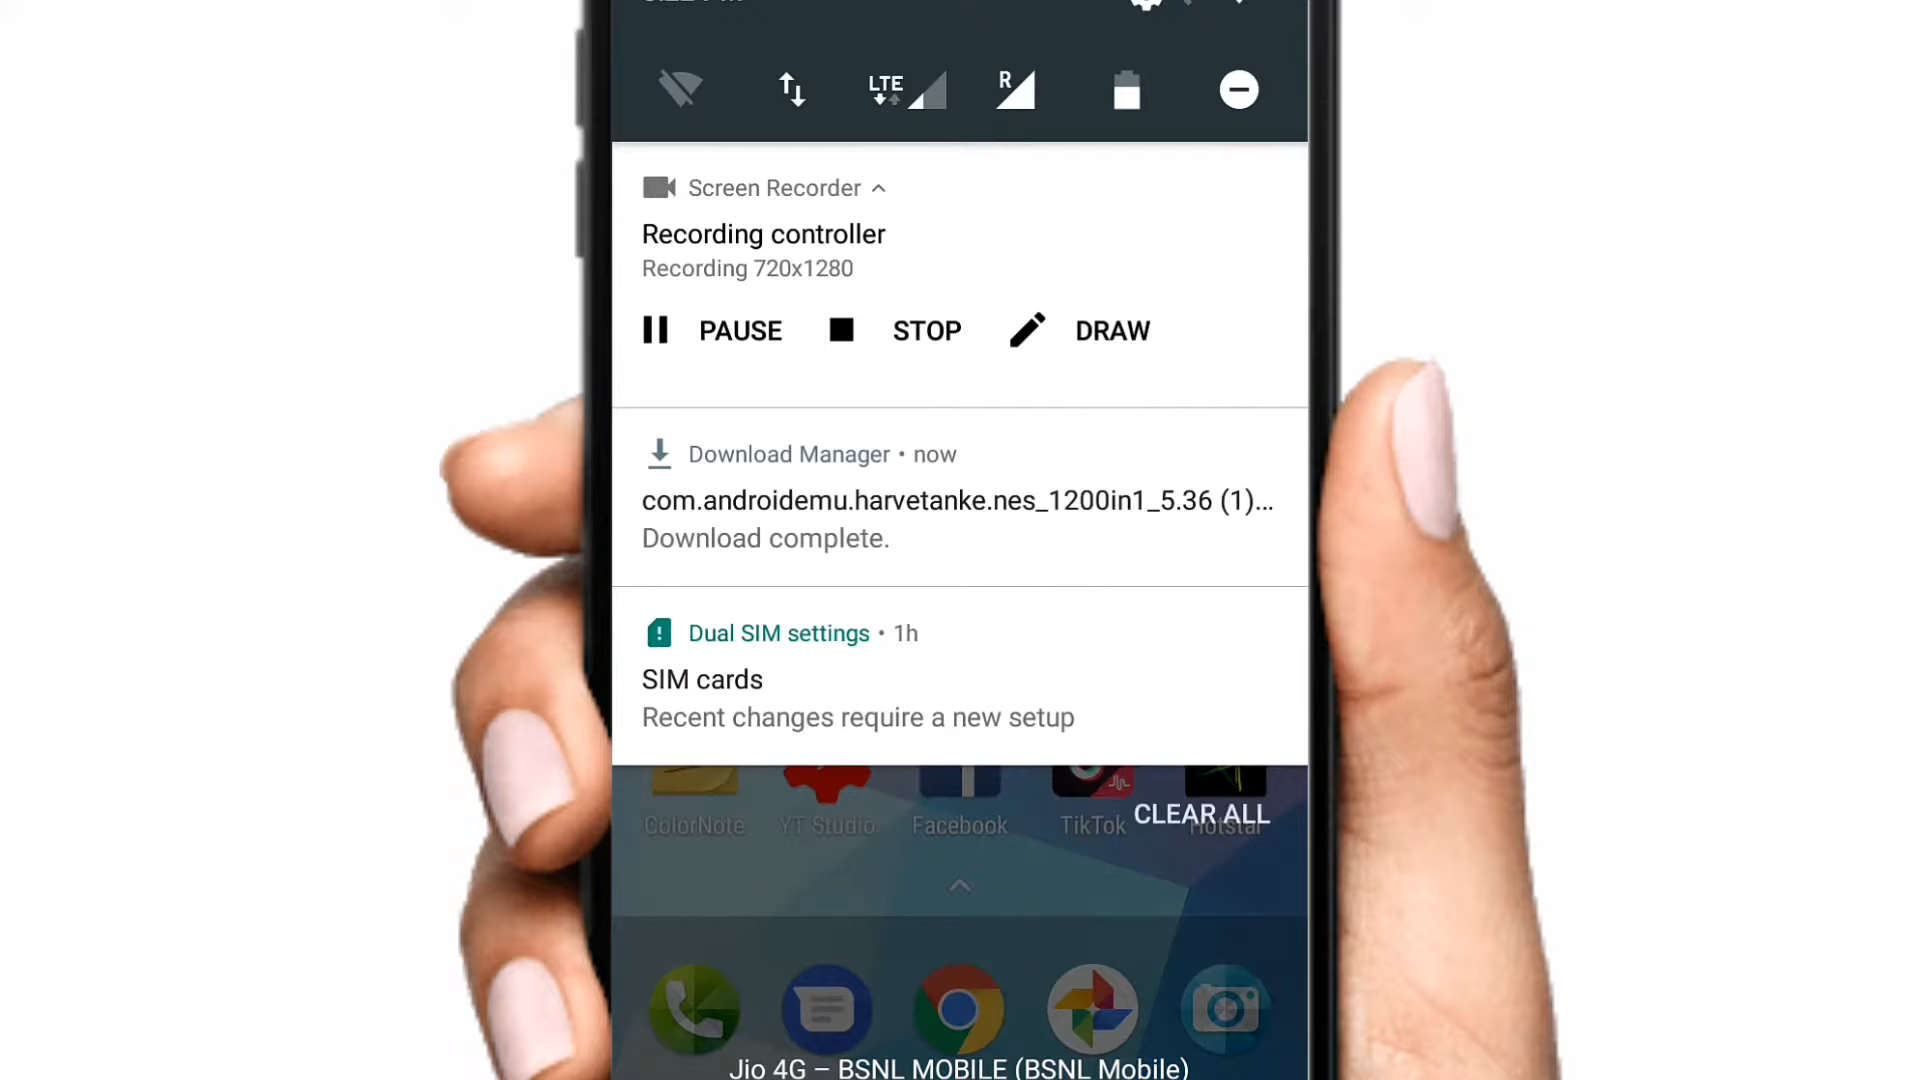 LTE
R
Screen Recorder
Recording controller
Recording 720x1280
PAUSE STOP DRAW
Download Manager • now
com.androidemu.harvetanke.nes_1200in1_5.36 (1)...
Download complete.
Dual SIM settings • 1h
SIM cards
Recent changes require a new setup
CLEAR ALL
ColorNote YT Studio Facebook TikTok Hotstar
Jio 4G – BSNL MOBILE (BSNL Mobile)